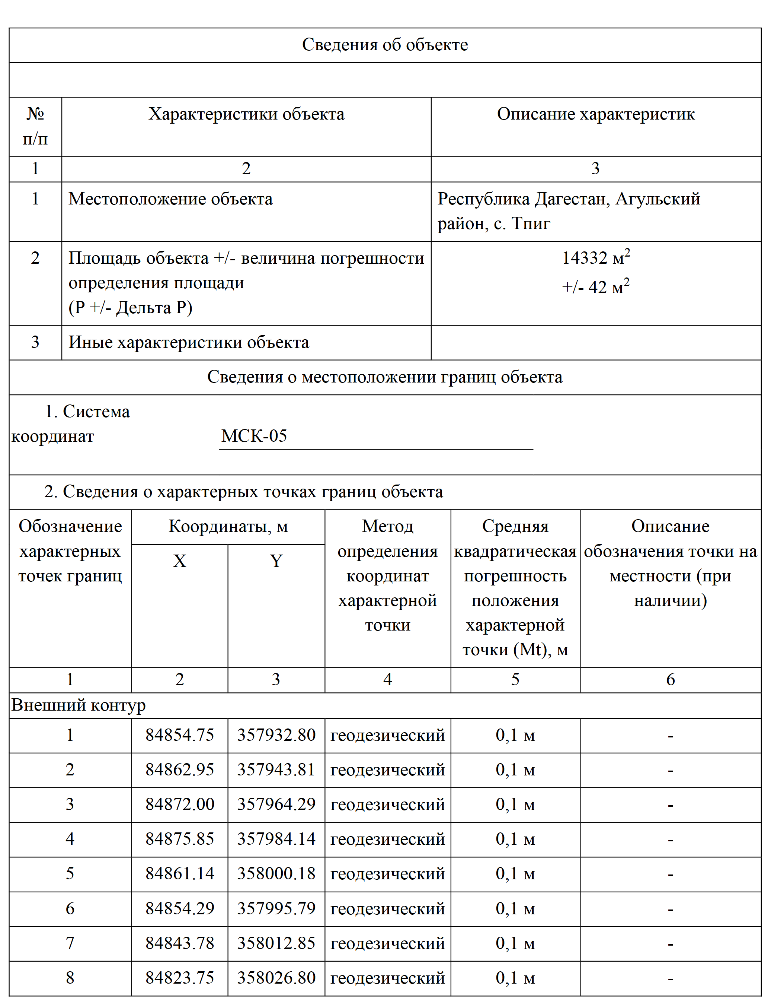 Сведения об объекте
№
п/п
Характеристики объекта
Описание характеристик
1
2
3
1
Местоположение объекта
Республика Дагестан, Агульский
район, с. Тпиг
2
Площадь объекта +/- величина погрешности
определения площади
(Р +/- Дельта Р)
14332 м²
+/- 42 м²
3
Иные характеристики объекта
Сведения о местоположении границ объекта
1. Система
координат
МСК-05
2. Сведения о характерных точках границ объекта
Обозначение
характерных
точек границ
Координаты, м
X
Y
Метод
определения
координат
характерной
точки
Средняя
квадратическая
погрешность
положения
характерной
точки (Mt), м
Описание
обозначения точки на
местности (при
наличии)
1
2
3
4
5
6
Внешний контур
1 84854.75 357932.80 геодезический 0,1 м -
2 84862.95 357943.81 геодезический 0,1 м -
3 84872.00 357964.29 геодезический 0,1 м -
4 84875.85 357984.14 геодезический 0,1 м -
5 84861.14 358000.18 геодезический 0,1 м -
6 84854.29 357995.79 геодезический 0,1 м -
7 84843.78 358012.85 геодезический 0,1 м -
8 84823.75 358026.80 геодезический 0,1 м -